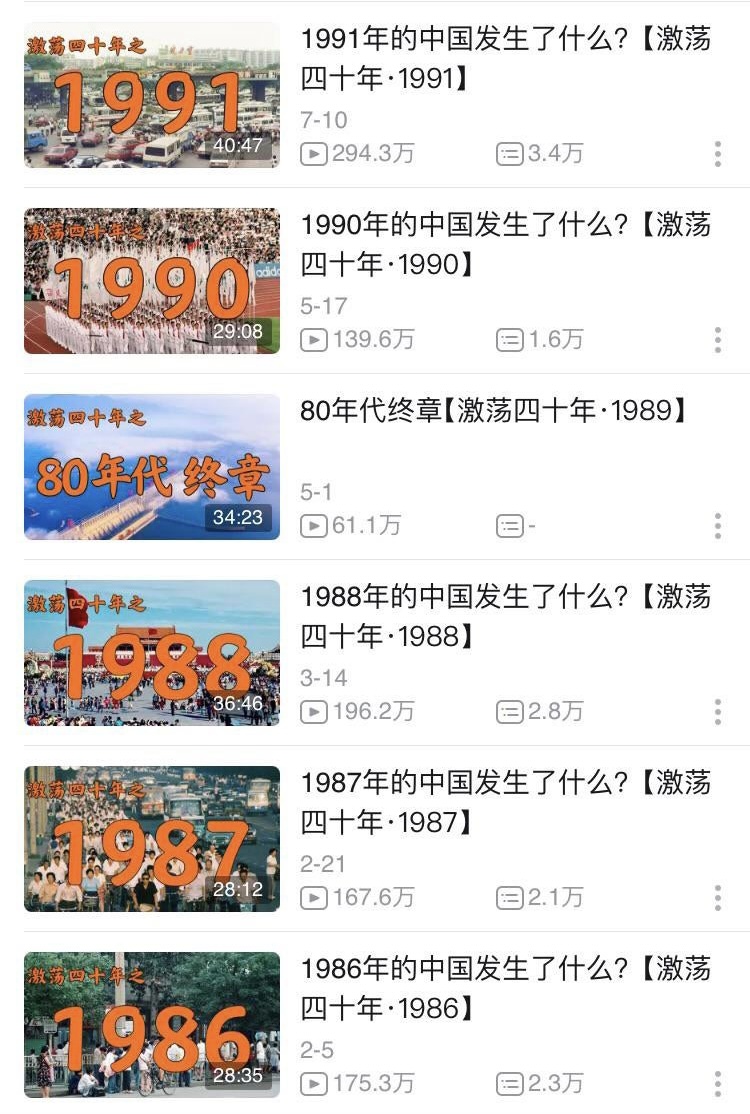 激荡四十年之
1991
40:47
1991年的中国发生了什么?【激荡
四十年·1991】
7-10
294.3万
3.4万
激荡四十年之
1990
adid
29:08
1990年的中国发生了什么?【激荡
四十年·1990】
5-17
139.6万
1.6万
激荡四十年之
80年代 终章
34:23
80年代终章【激荡四十年·1989】
5-1
61.1万
-
激荡四十年之
1988
36:46
1988年的中国发生了什么?【激荡
四十年·1988】
3-14
196.2万
2.8万
激荡四十年之
1987
28:12
1987年的中国发生了什么?【激荡
四十年·1987】
2-21
167.6万
2.1万
激荡四十年之
1986
28:35
1986年的中国发生了什么?【激荡
四十年·1986】
2-5
175.3万
2.3万